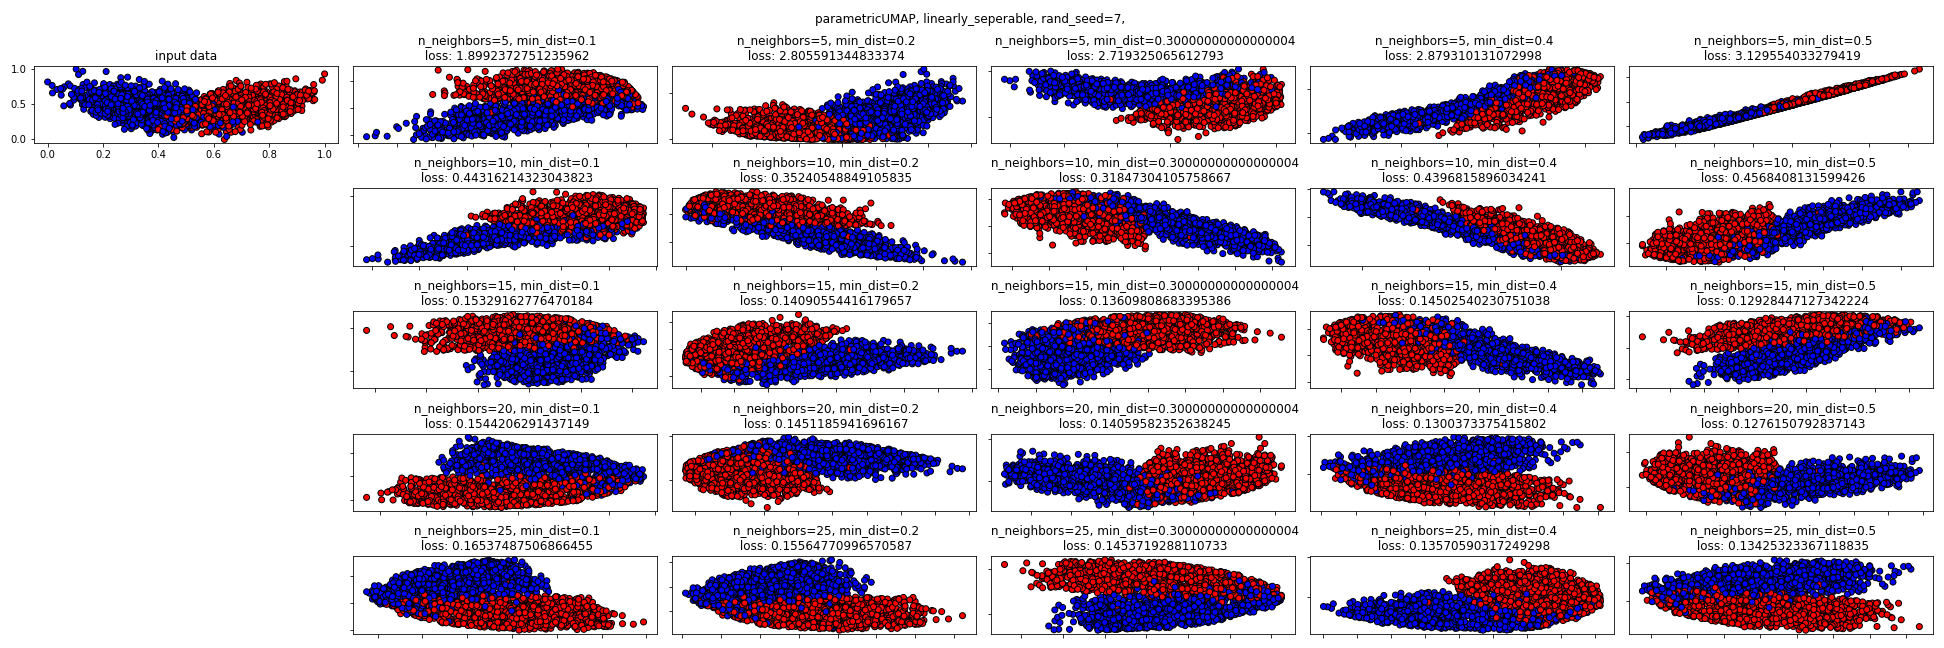 parametricUMAP, linearly_seperable, rand_seed=7,
input data
1.0
0.5
0.0
0.0 0.2 0.4 0.6 0.8 1.0
n_neighbors=5, min_dist=0.1
loss: 1.8992372751235962
n_neighbors=5, min_dist=0.2
loss: 2.805591344833374
n_neighbors=5, min_dist=0.30000000000000004
loss: 2.719325065612793
n_neighbors=5, min_dist=0.4
loss: 2.879310131072998
n_neighbors=5, min_dist=0.5
loss: 3.129554033279419
n_neighbors=10, min_dist=0.1
loss: 0.44316214323043823
n_neighbors=10, min_dist=0.2
loss: 0.35240548849105835
n_neighbors=10, min_dist=0.30000000000000004
loss: 0.31847304105758667
n_neighbors=10, min_dist=0.4
loss: 0.4396815896034241
n_neighbors=10, min_dist=0.5
loss: 0.4568408131599426
n_neighbors=15, min_dist=0.1
loss: 0.15329162776470184
n_neighbors=15, min_dist=0.2
loss: 0.14090554416179657
n_neighbors=15, min_dist=0.30000000000000004
loss: 0.13609808683395386
n_neighbors=15, min_dist=0.4
loss: 0.14502540230751038
n_neighbors=15, min_dist=0.5
loss: 0.12928447127342224
n_neighbors=20, min_dist=0.1
loss: 0.1544206291437149
n_neighbors=20, min_dist=0.2
loss: 0.1451185941696167
n_neighbors=20, min_dist=0.30000000000000004
loss: 0.14059582352638245
n_neighbors=20, min_dist=0.4
loss: 0.1300373375415802
n_neighbors=20, min_dist=0.5
loss: 0.1276150792837143
n_neighbors=25, min_dist=0.1
loss: 0.16537487506866455
n_neighbors=25, min_dist=0.2
loss: 0.15564770996570587
n_neighbors=25, min_dist=0.30000000000000004
loss: 0.1453719288110733
n_neighbors=25, min_dist=0.4
loss: 0.13570590317249298
n_neighbors=25, min_dist=0.5
loss: 0.13425323367118835